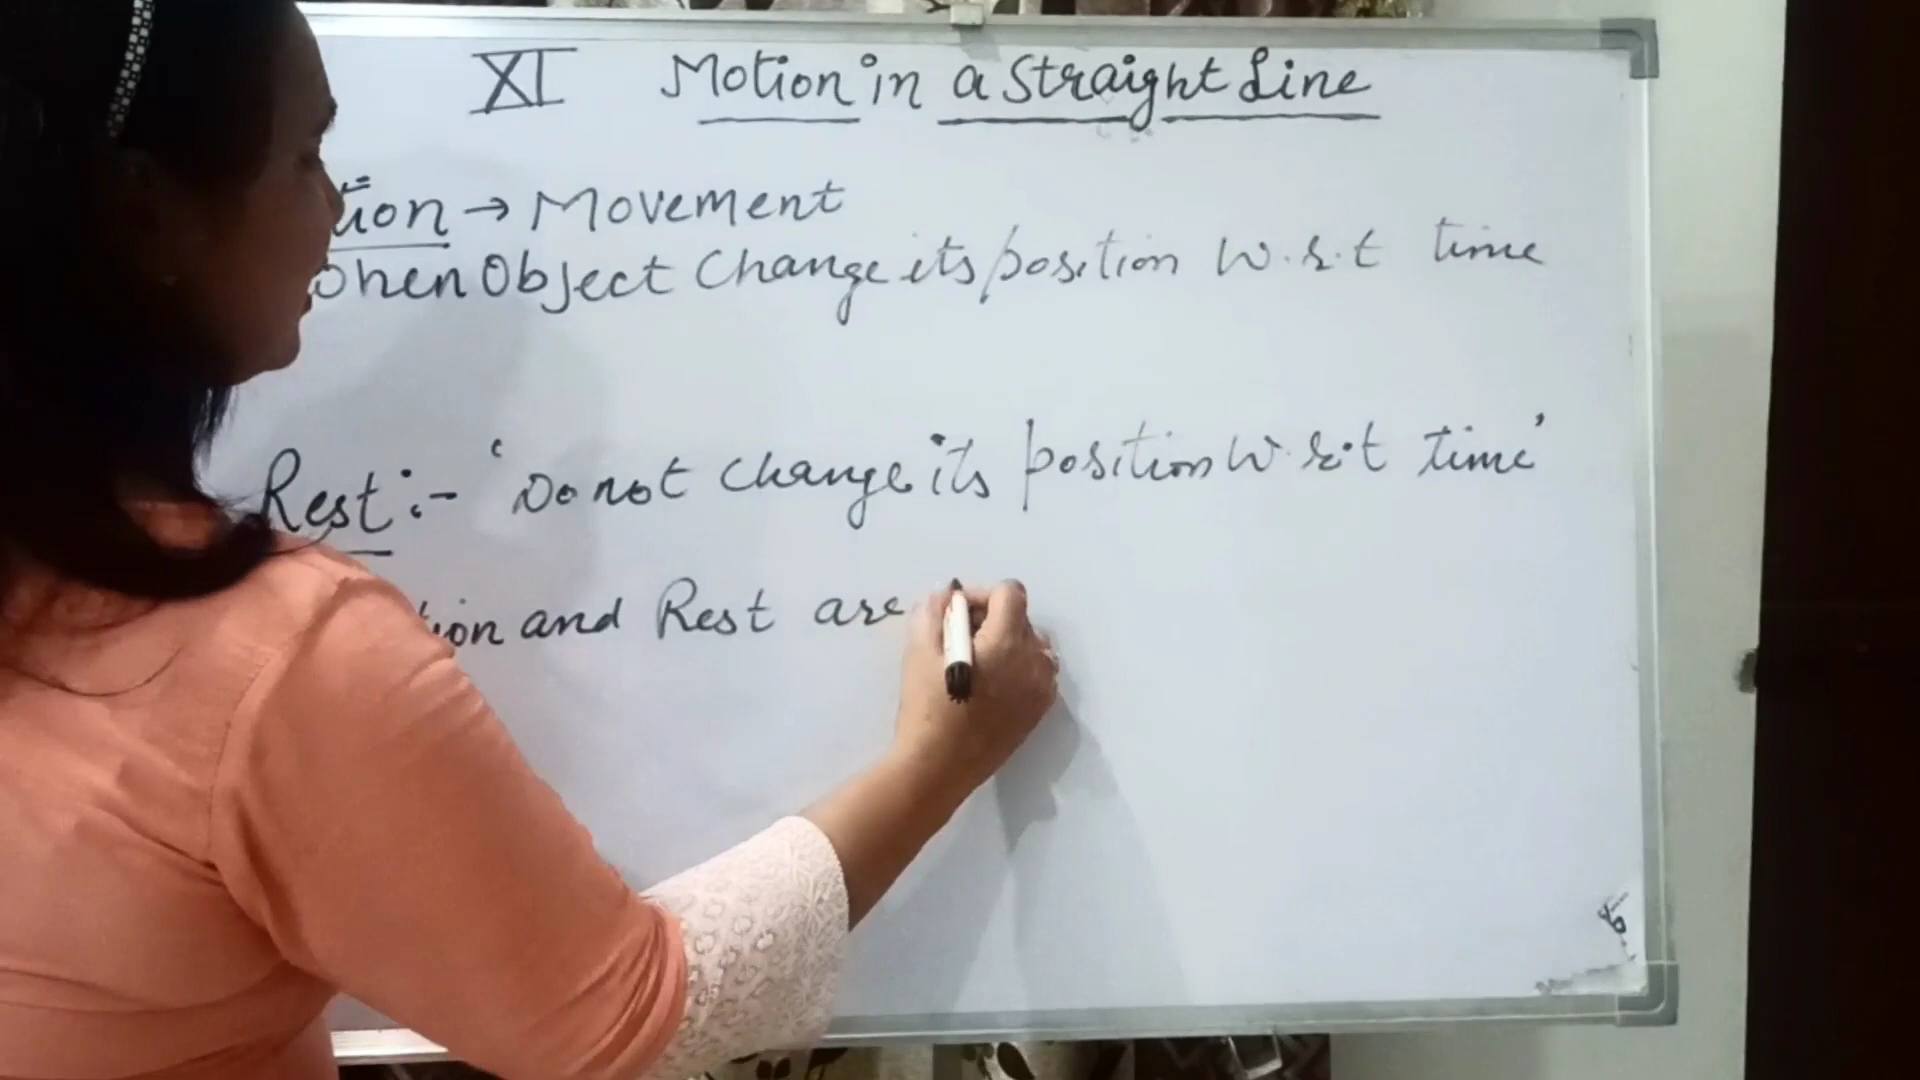 XI Motion in a Straight Line
tion → Movement
When Object Change its position w.r.t time
Rest :- 'Do not Change its position w.r.t time'
tion and Rest are